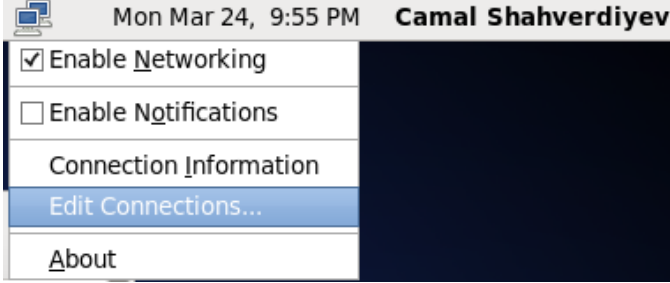 Mon Mar 24, 9:55 PM Camal Shahverdiyev
Enable Networking
Enable Notifications
Connection Information
Edit Connections...
About